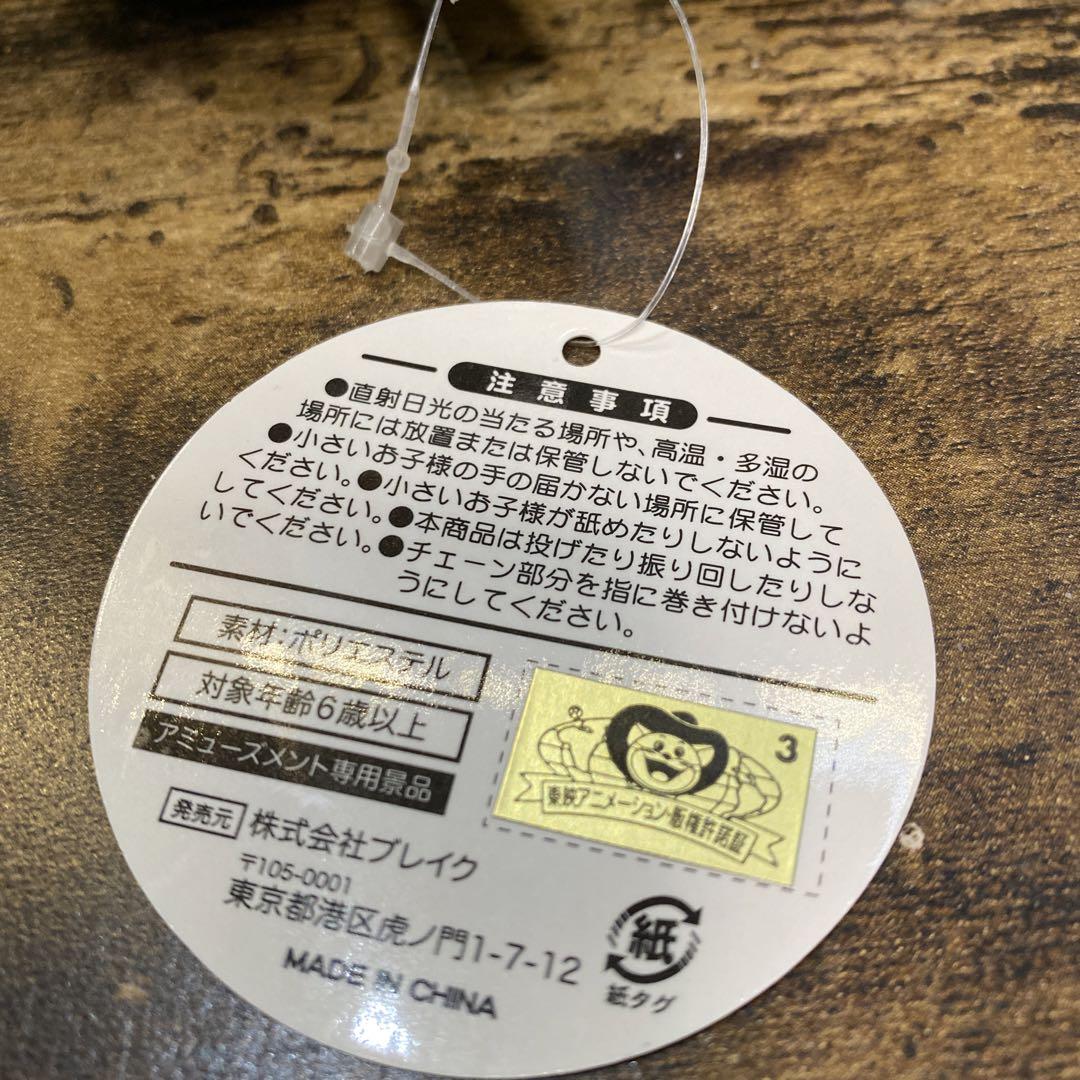 注意事項
●直射日光の当たる場所や、高温・多湿の
場所には放置または保管しないでください。
●小さいお子様の手の届かない場所に保管して
ください。●小さいお子様が舐めたりしないように
してください。●本商品は投げたり振り回したりしな
いでください。●チェーン部分を指に巻き付けないよ
うにしてください。
素材：ポリエステル
対象年齢6歳以上
アミューズメント専用景品
発売元 株式会社ブレイク
〒105-0001
東京都港区虎ノ門1-7-12
MADE IN CHINA
® 3
東映アニメーション・版権許諾証
紙
紙タグ